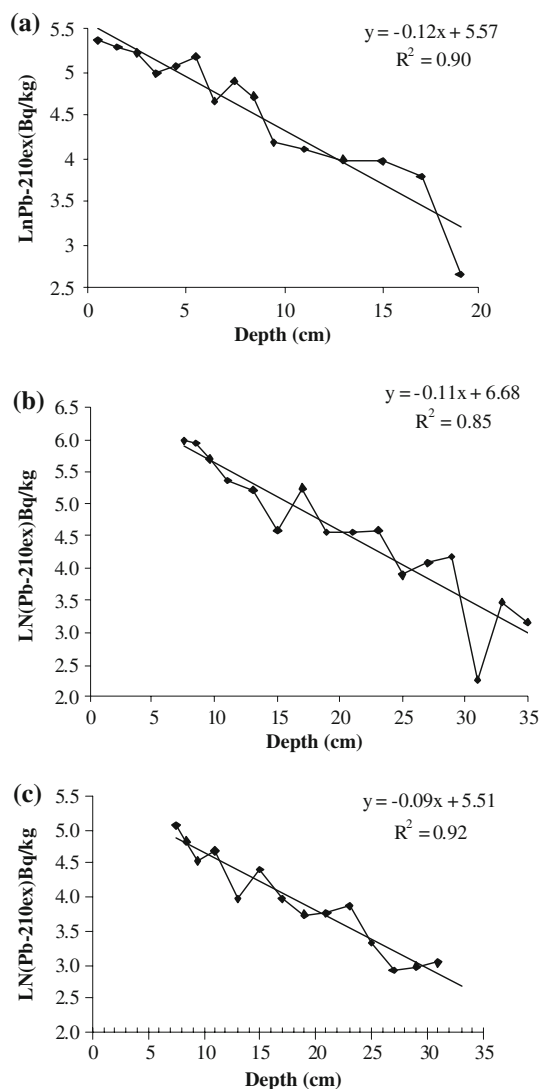 (a)
y = -0.12x + 5.57
R² = 0.90
LnPb-210ex(Bq/kg)
5.5
5
4.5
4
3.5
3
2.5
0 5 10 15 20
Depth (cm)
(b)
y = -0.11x + 6.68
R² = 0.85
LN(Pb-210ex)Bq/kg
6.5
6.0
5.5
5.0
4.5
4.0
3.5
3.0
2.5
2.0
0 5 10 15 20 25 30 35
Depth (cm)
(c)
y = -0.09x + 5.51
R² = 0.92
LN(Pb-210ex)Bq/kg
5.5
5.0
4.5
4.0
3.5
3.0
2.5
2.0
0 5 10 15 20 25 30 35
Depth (cm)